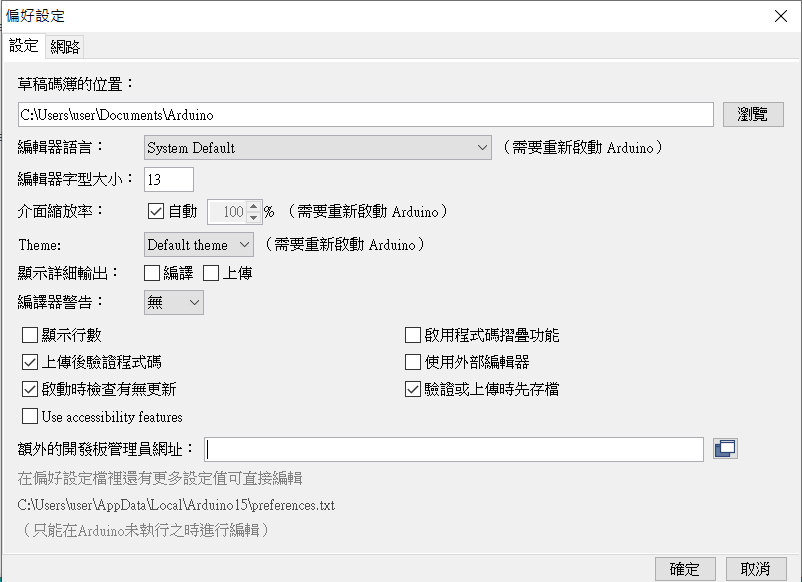 偏好設定
設定 網路
草稿碼簿的位置：
C:\Users\user\Documents\Arduino 瀏覽
編輯器語言： System Default （需要重新啟動 Arduino）
編輯器字型大小： 13
介面縮放率： 自動 100 % （需要重新啟動 Arduino）
Theme: Default theme （需要重新啟動 Arduino）
顯示詳細輸出： 編譯 上傳
編譯器警告： 無
顯示行數 啟用程式碼摺疊功能
上傳後驗證程式碼 使用外部編輯器
啟動時檢查有無更新 驗證或上傳時先存檔
Use accessibility features
額外的開發板管理員網址：
在偏好設定檔裡還有更多設定值可直接編輯
C:\Users\user\AppData\Local\Arduino15\preferences.txt
（只能在Arduino未執行之時進行編輯）
確定 取消